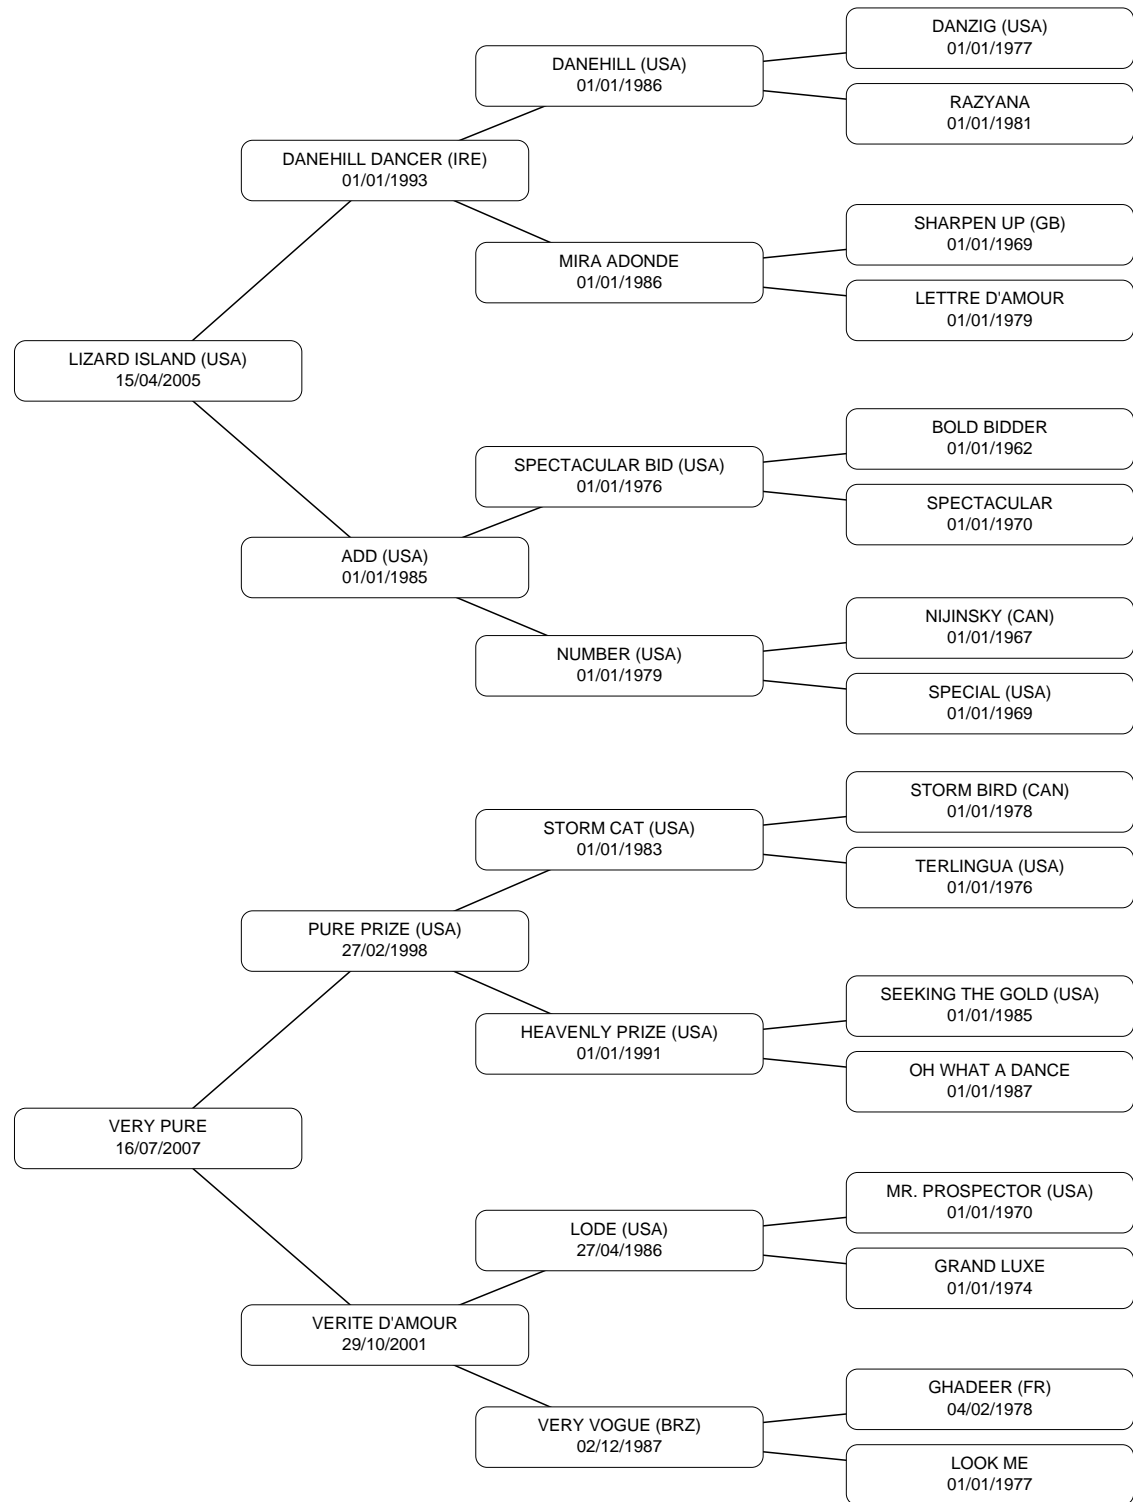 DANZIG (USA)
01/01/1977
DANEHILL (USA)
01/01/1986
RAZYANA
01/01/1981
DANEHILL DANCER (IRE)
01/01/1993
SHARPEN UP (GB)
01/01/1969
MIRA ADONDE
01/01/1986
LETTRE D'AMOUR
01/01/1979
LIZARD ISLAND (USA)
15/04/2005
BOLD BIDDER
01/01/1962
SPECTACULAR BID (USA)
01/01/1976
SPECTACULAR
01/01/1970
ADD (USA)
01/01/1985
NIJINSKY (CAN)
01/01/1967
NUMBER (USA)
01/01/1979
SPECIAL (USA)
01/01/1969
STORM BIRD (CAN)
01/01/1978
STORM CAT (USA)
01/01/1983
TERLINGUA (USA)
01/01/1976
PURE PRIZE (USA)
27/02/1998
SEEKING THE GOLD (USA)
01/01/1985
HEAVENLY PRIZE (USA)
01/01/1991
OH WHAT A DANCE
01/01/1987
VERY PURE
16/07/2007
MR. PROSPECTOR (USA)
01/01/1970
LODE (USA)
27/04/1986
GRAND LUXE
01/01/1974
VERITE D'AMOUR
29/10/2001
GHADEER (FR)
04/02/1978
VERY VOGUE (BRZ)
02/12/1987
LOOK ME
01/01/1977